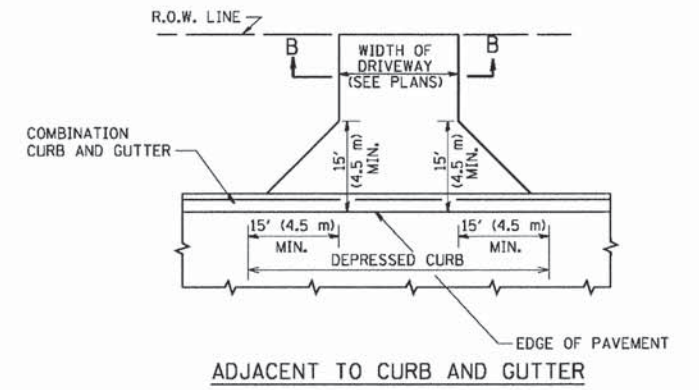 R.O.W. LINE
B
B
WIDTH OF
DRIVEWAY
(SEE PLANS)
COMBINATION
CURB AND GUTTER
15'
(4.5 m)
MIN.
15'
(4.5 m)
MIN.
15' (4.5 m)
MIN.
15' (4.5 m)
MIN.
DEPRESSED CURB
EDGE OF PAVEMENT
ADJACENT TO CURB AND GUTTER